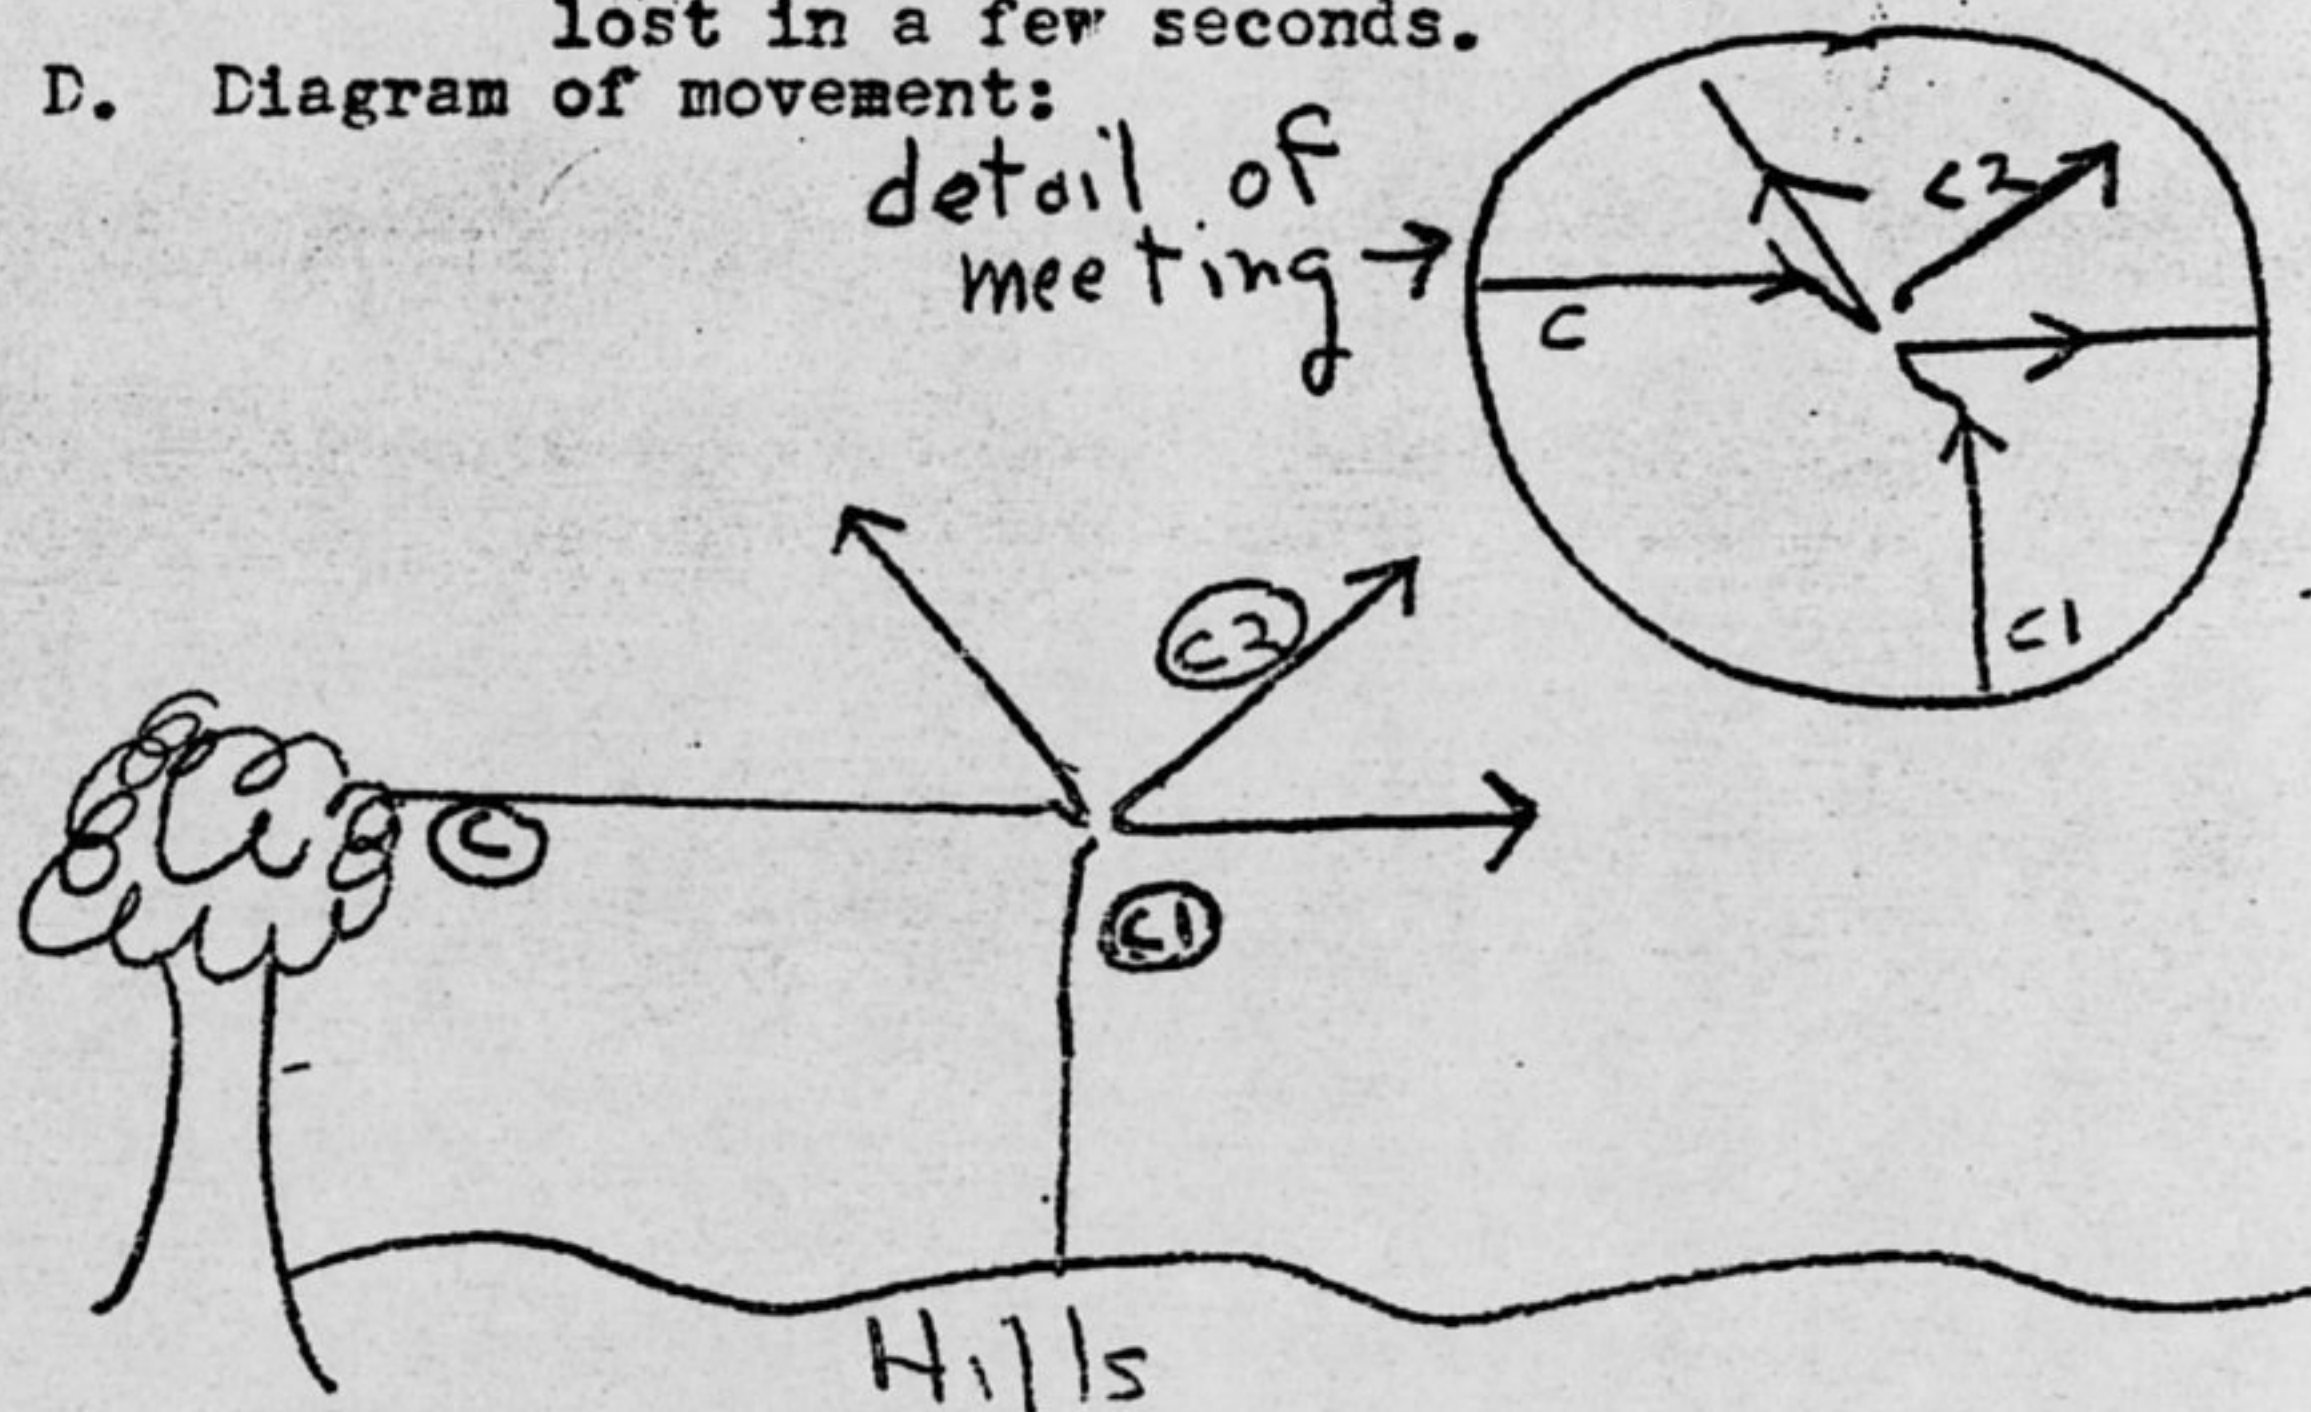 lost in a few seconds.
D. Diagram of movement:
detail of
meeting →
C2
C
C1
C2
C
C1
Hills